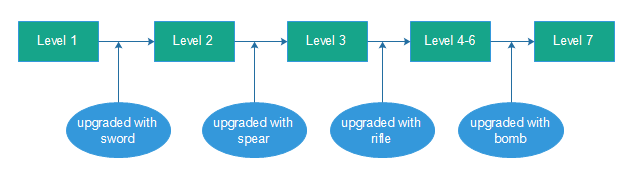 Level 1
Level 2
Level 3
Level 4-6
Level 7
upgraded with
sword
upgraded with
spear
upgraded with
rifle
upgraded with
bomb